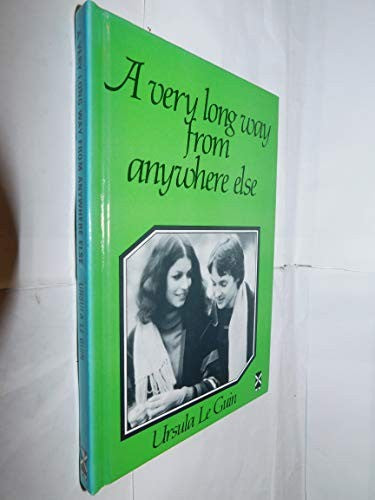 A very long way
from
anywhere else
Ursula Le Guin
A VERY LONG WAY FROM ANYWHERE ELSE URSULA LE GUIN